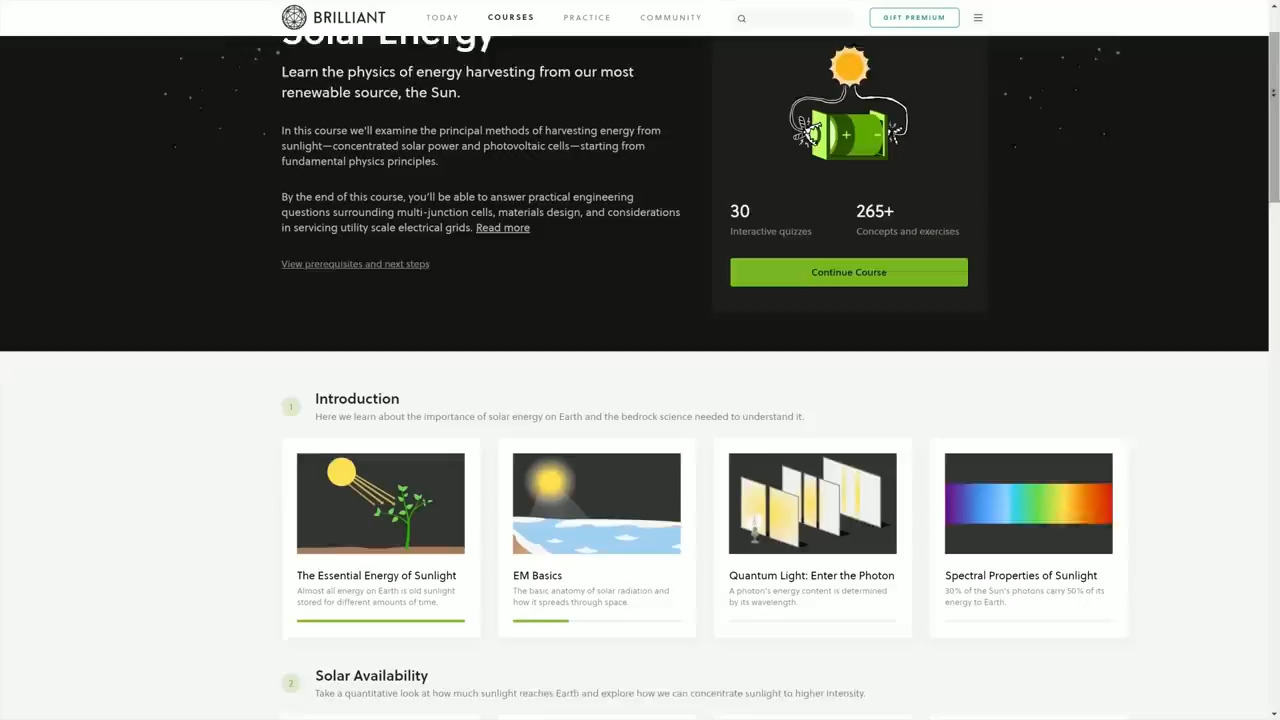 BRILLIANT
TODAY
COURSES
PRACTICE
COMMUNITY
GIFT PREMIUM
Solar Energy
Learn the physics of energy harvesting from our most
renewable source, the Sun.
In this course we'll examine the principal methods of harvesting energy from
sunlight—concentrated solar power and photovoltaic cells—starting from
fundamental physics principles.
By the end of this course, you'll be able to answer practical engineering
questions surrounding multi-junction cells, materials design, and considerations
in servicing utility scale electrical grids. Read more
View prerequisites and next steps
+ -
30
Interactive quizzes
265+
Concepts and exercises
Continue Course
1
Introduction
Here we learn about the importance of solar energy on Earth and the bedrock science needed to understand it.
The Essential Energy of Sunlight
Almost all energy on Earth is old sunlight
stored for different amounts of time.
EM Basics
The basic anatomy of solar radiation and
how it spreads through space.
Quantum Light: Enter the Photon
A photon's energy content is determined
by its wavelength.
Spectral Properties of Sunlight
30% of the Sun's photons carry 50% of its
energy to Earth.
2
Solar Availability
Take a quantitative look at how much sunlight reaches Earth and explore how we can concentrate sunlight to higher intensity.